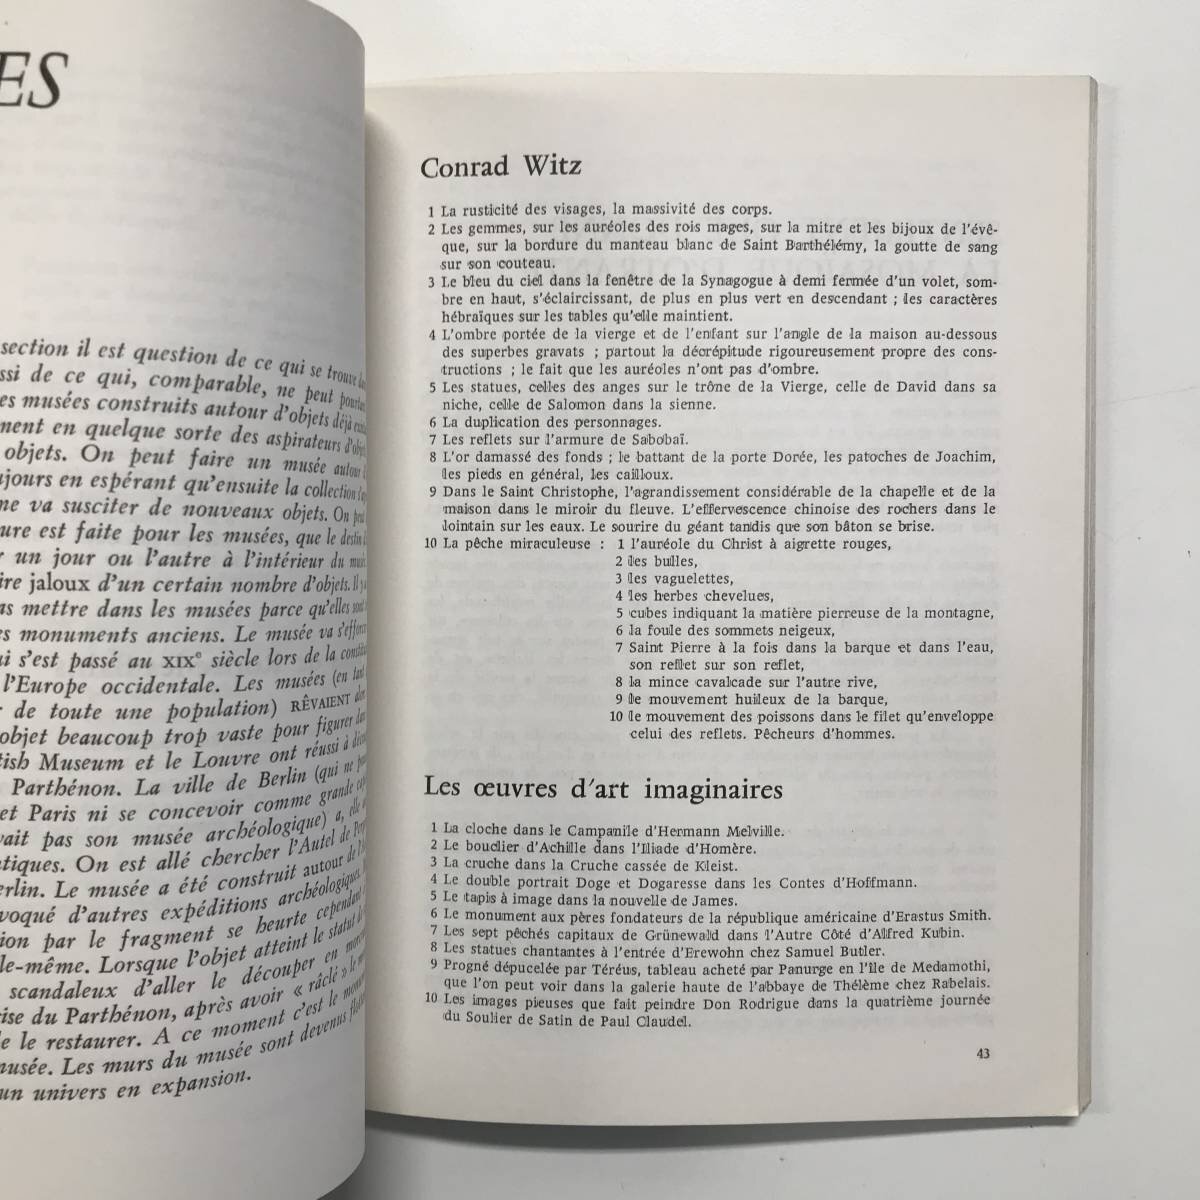 ES
section il est question de ce qui se trouve
ssi de ce qui, comparable, ne peut pourtant
es musées construits autour d'objets déjà
ment en quelque sorte des aspirateurs d'objets
objets. On peut faire un musée autour
ujours en espérant qu'ensuite la collection
ne va susciter de nouveaux objets. On peut
ure est faite pour les musées, que le destin
r un jour ou l'autre à l'intérieur du musée
ire jaloux d'un certain nombre d'objets. Il y
as mettre dans les musées parce qu'elles sont
es monuments anciens. Le musée va s'efforcer
ui s'est passé au XIXe siècle lors de la
l'Europe occidentale. Les musées (en tant
r de toute une population) RÊVAIENT
objet beaucoup trop vaste pour figurer dans
tish Museum et le Louvre ont réussi à
Parthénon. La ville de Berlin (qui ne
et Paris ni se concevoir comme grande
vait pas son musée archéologique) a, elle
tiques. On est allé chercher l'Autel de
erlin. Le musée a été construit autour de
voqué d'autres expéditions archéologiques.
ion par le fragment se heurte cependant
le-même. Lorsque l'objet atteint le statut
scandaleux d'aller le découper en
ise du Parthénon, après avoir « râclé » le
e le restaurer. A ce moment c'est le
musée. Les murs du musée sont devenus
un univers en expansion.
Conrad Witz
1 La rusticité des visages, la massivité des corps.
2 Les gemmes, sur les auréoles des rois mages, sur la mitre et les bijoux de l'évê-
que, sur la bordure du manteau blanc de Saint Barthélémy, la goutte de sang
sur son couteau.
3 Le bleu du ciel dans la fenêtre de la Synagogue à demi fermée d'un volet, som-
bre en haut, s'éclaircissant, de plus en plus vert en descendant ; les caractères
hébraïques sur les tables qu'elle maintient.
4 L'ombre portée de la vierge et de l'enfant sur l'angle de la maison au-dessous
des superbes gravats ; partout la décrépitude rigoureusement propre des cons-
tructions ; le fait que les auréoles n'ont pas d'ombre.
5 Les statues, celles des anges sur le trône de la Vierge, celle de David dans sa
niche, celle de Salomon dans la sienne.
6 La duplication des personnages.
7 Les reflets sur l'armure de Sabobaï.
8 L'or damassé des fonds ; le battant de la porte Dorée, les patoches de Joachim,
les pieds en général, les cailloux.
9 Dans le Saint Christophe, l'agrandissement considérable de la chapelle et de la
maison dans le miroir du fleuve. L'effervescence chinoise des rochers dans le
lointain sur les eaux. Le sourire du géant tandis que son bâton se brise.
10 La pêche miraculeuse : 1 l'auréole du Christ à aigrette rouges,
2 les bulles,
3 les vaguelettes,
4 les herbes chevelues,
5 cubes indiquant la matière pierreuse de la montagne,
6 la foule des sommets neigeux,
7 Saint Pierre à la fois dans la barque et dans l'eau,
son reflet sur son reflet,
8 la mince cavalcade sur l'autre rive,
9 le mouvement huileux de la barque,
10 le mouvement des poissons dans le filet qu'enveloppe
celui des reflets. Pêcheurs d'hommes.
Les œuvres d'art imaginaires
1 La cloche dans le Campanile d'Hermann Melville.
2 Le bouclier d'Achille dans l'Iliade d'Homère.
3 La cruche dans la Cruche cassée de Kleist.
4 Le double portrait Doge et Dogaresse dans les Contes d'Hoffmann.
5 Le tapis à image dans la nouvelle de James.
6 Le monument aux pères fondateurs de la république américaine d'Erastus Smith.
7 Les sept péchés capitaux de Grünewald dans l'Autre Côté d'Alfred Kubin.
8 Les statues chantantes à l'entrée d'Erewohn chez Samuel Butler.
9 Progné dépucelée par Téréus, tableau acheté par Panurge en l'île de Medamothi,
que l'on peut voir dans la galerie haute de l'abbaye de Thélème chez Rabelais.
10 Les images pieuses que fait peindre Don Rodrigue dans la quatrième journée
du Soulier de Satin de Paul Claudel.
43